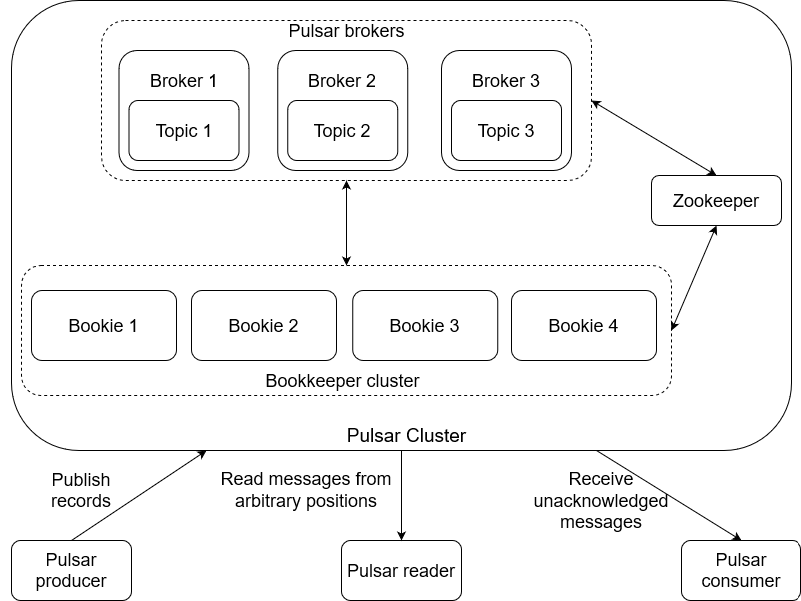 Pulsar brokers
Broker 1
Broker 2
Broker 3
Topic 1
Topic 2
Topic 3
Zookeeper
Bookie 1
Bookie 2
Bookie 3
Bookie 4
Bookkeeper cluster
Pulsar Cluster
Publish
records
Read messages from
arbitrary positions
Receive
unacknowledged
messages
Pulsar
producer
Pulsar reader
Pulsar
consumer